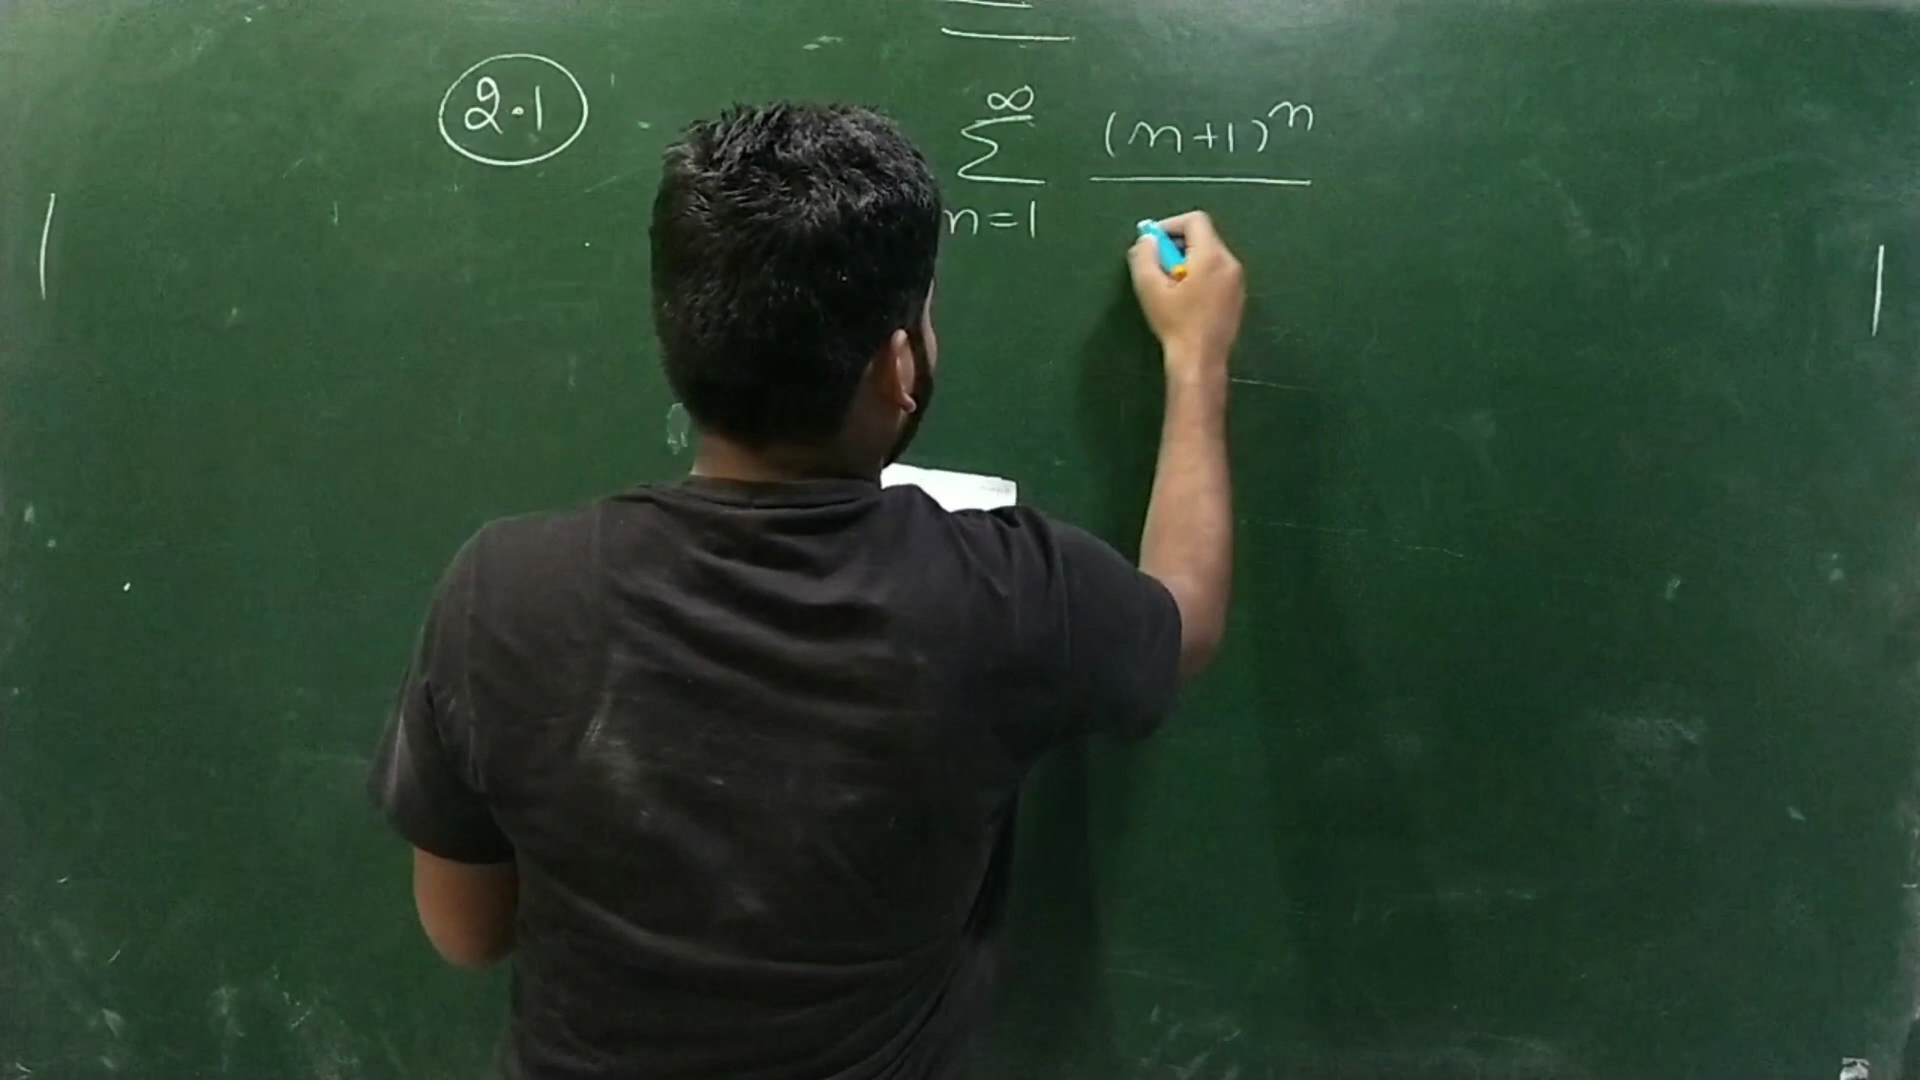 2.1
∞
∑ (n+1)^n
n=1